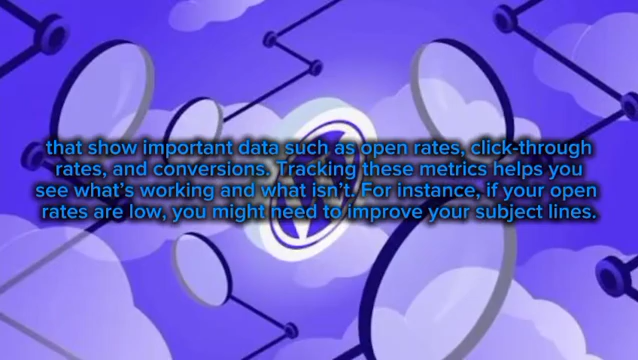 that show important data such as open rates, click-through
rates, and conversions. Tracking these metrics helps you
see what’s working and what isn’t. For instance, if your open
rates are low, you might need to improve your subject lines.